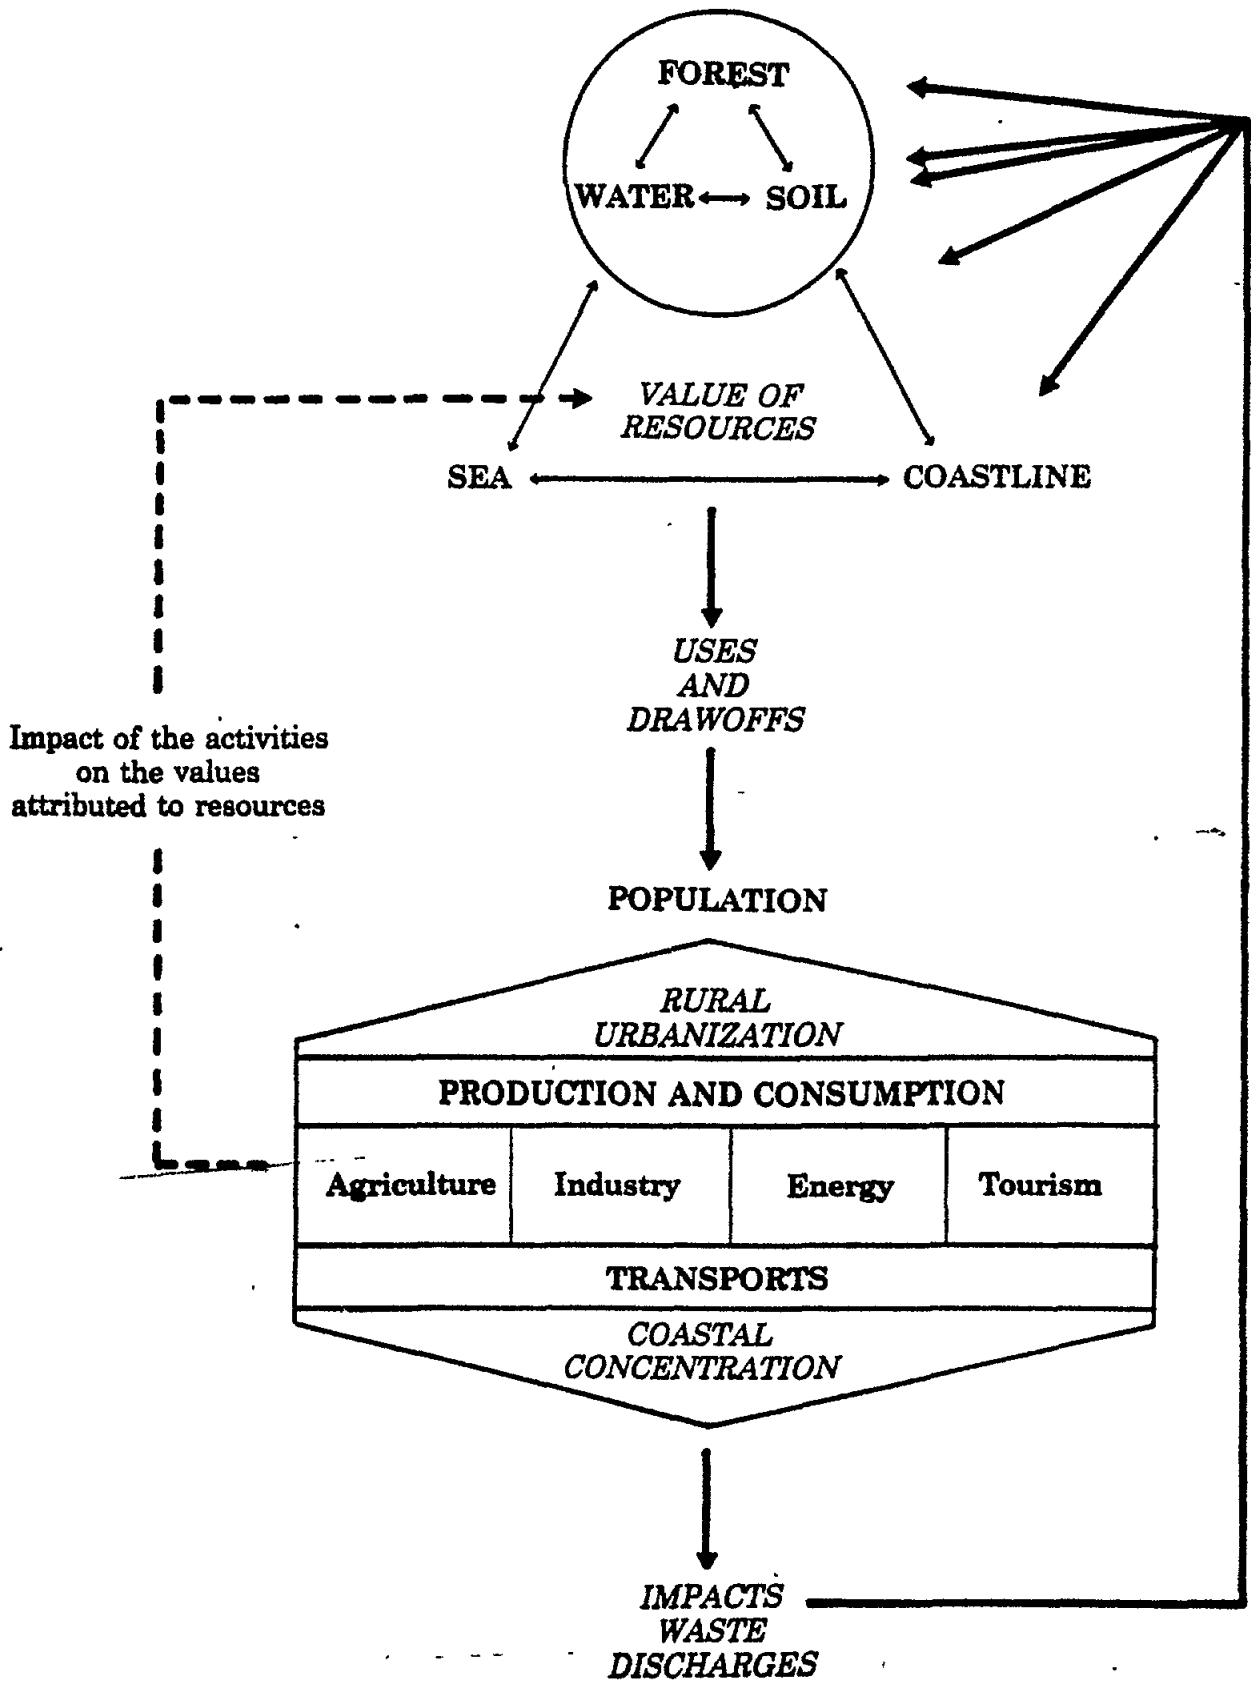 FOREST
WATER SOIL
VALUE OF
RESOURCES
SEA COASTLINE
USES
AND
DRAWOFFS
Impact of the activities
on the values
attributed to resources
POPULATION
RURAL
URBANIZATION
PRODUCTION AND CONSUMPTION
Agriculture Industry Energy Tourism
TRANSPORTS
COASTAL
CONCENTRATION
IMPACTS
WASTE
DISCHARGES